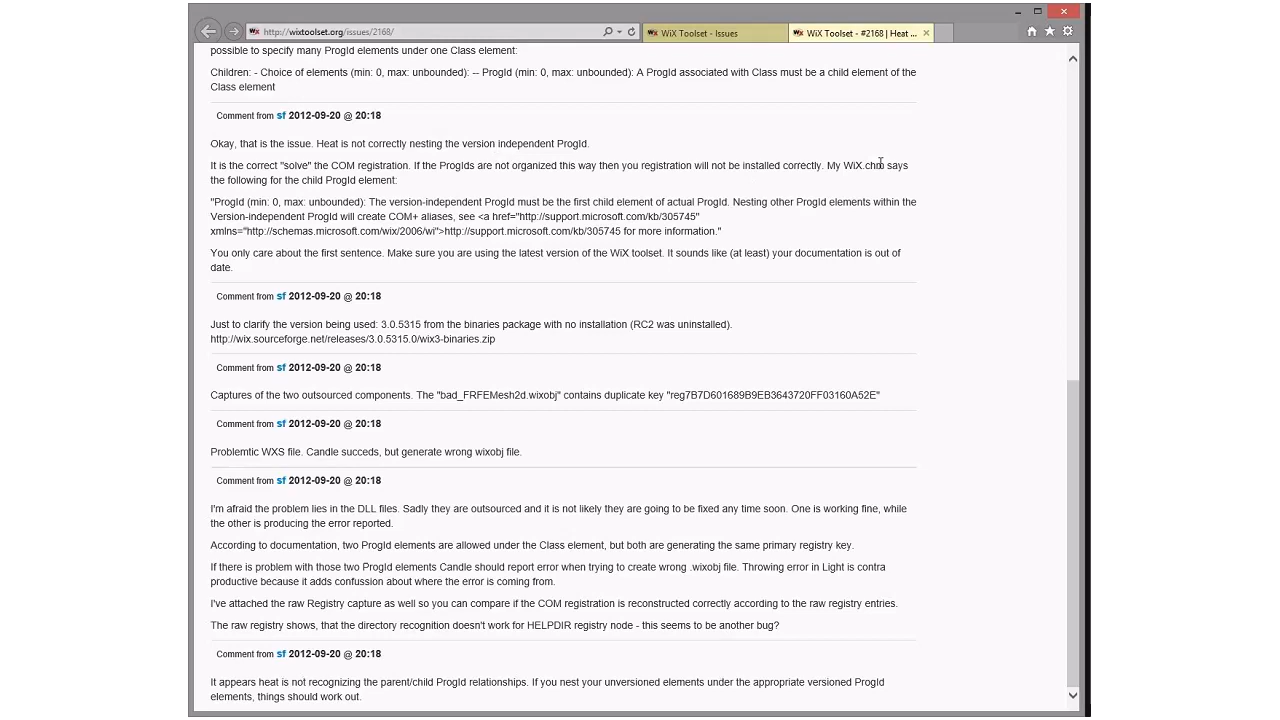 http://wixtoolset.org/issues/2168/
WiX Toolset - Issues
WiX Toolset - #2168 | Heat ...
possible to specify many ProgId elements under one Class element:
Children: - Choice of elements (min: 0, max: unbounded): -- ProgId (min: 0, max: unbounded): A ProgId associated with Class must be a child element of the
Class element
Comment from sf 2012-09-20 @ 20:18
Okay, that is the issue. Heat is not correctly nesting the version independent ProgId.
It is the correct "solve" the COM registration. If the ProgIds are not organized this way then you registration will not be installed correctly. My WiX.chm says
the following for the child ProgId element:
"ProgId (min: 0, max: unbounded): The version-independent ProgId must be the first child element of actual ProgId. Nesting other ProgId elements within the
Version-independent ProgId will create COM+ aliases, see <a href="http://support.microsoft.com/kb/305745"
xmlns="http://schemas.microsoft.com/wix/2006/wi">http://support.microsoft.com/kb/305745 for more information."
You only care about the first sentence. Make sure you are using the latest version of the WiX toolset. It sounds like (at least) your documentation is out of
date.
Comment from sf 2012-09-20 @ 20:18
Just to clarify the version being used: 3.0.5315 from the binaries package with no installation (RC2 was uninstalled).
http://wix.sourceforge.net/releases/3.0.5315.0/wix3-binaries.zip
Comment from sf 2012-09-20 @ 20:18
Captures of the two outsourced components. The "bad_FRFEMesh2d.wixobj" contains duplicate key "reg7B7D601689B9EB3643720FF03160A52E"
Comment from sf 2012-09-20 @ 20:18
Problemtic WXS file. Candle succeds, but generate wrong wixobj file.
Comment from sf 2012-09-20 @ 20:18
I'm afraid the problem lies in the DLL files. Sadly they are outsourced and it is not likely they are going to be fixed any time soon. One is working fine, while
the other is producing the error reported.
According to documentation, two ProgId elements are allowed under the Class element, but both are generating the same primary registry key.
If there is problem with those two ProgId elements Candle should report error when trying to create wrong .wixobj file. Throwing error in Light is contra
productive because it adds confussion about where the error is coming from.
I've attached the raw Registry capture as well so you can compare if the COM registration is reconstructed correctly according to the raw registry entries.
The raw registry shows, that the directory recognition doesn't work for HELPDIR registry node - this seems to be another bug?
Comment from sf 2012-09-20 @ 20:18
It appears heat is not recognizing the parent/child ProgId relationships. If you nest your unversioned elements under the appropriate versioned ProgId
elements, things should work out.